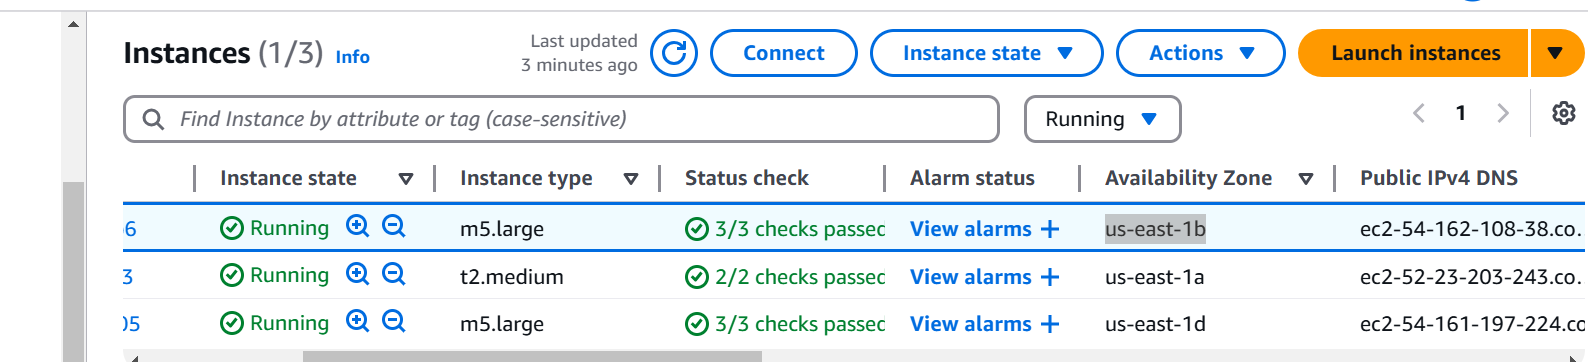 Instances (1/3) Info
Last updated
3 minutes ago
Connect
Instance state
Actions
Launch instances
Find Instance by attribute or tag (case-sensitive)
Running
1
Instance state Instance type Status check Alarm status Availability Zone Public IPv4 DNS
6 Running m5.large 3/3 checks passed View alarms + us-east-1b ec2-54-162-108-38.co…
3 Running t2.medium 2/2 checks passed View alarms + us-east-1a ec2-52-23-203-243.co…
05 Running m5.large 3/3 checks passed View alarms + us-east-1d ec2-54-161-197-224.co